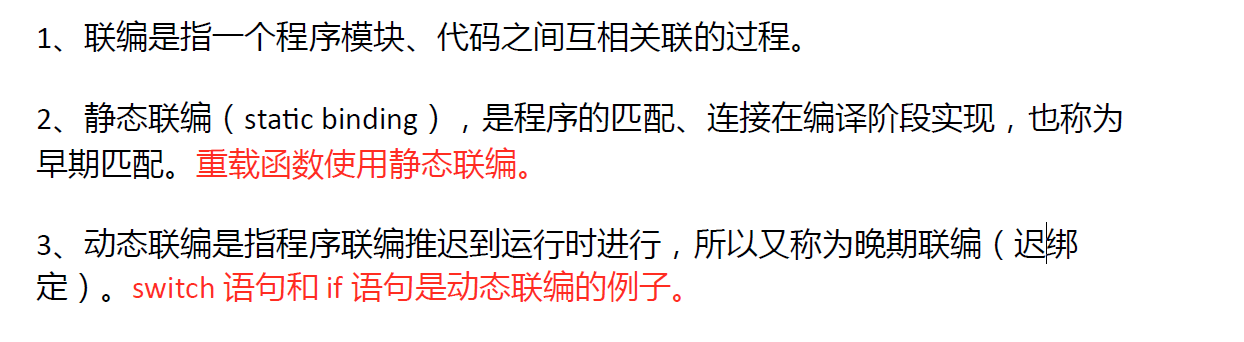 1、联编是指一个程序模块、代码之间互相关联的过程。
2、静态联编（static binding），是程序的匹配、连接在编译阶段实现，也称为
早期匹配。重载函数使用静态联编。
3、动态联编是指程序联编推迟到运行时进行，所以又称为晚期联编（迟绑
定）。switch 语句和 if 语句是动态联编的例子。